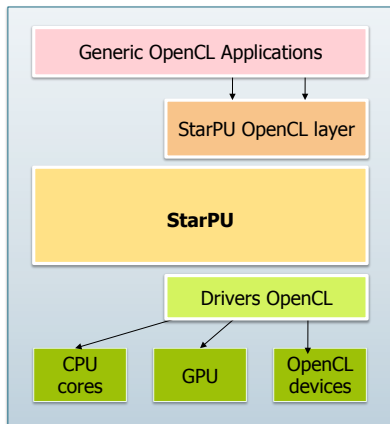 Generic OpenCL Applications
StarPU OpenCL layer
StarPU
Drivers OpenCL
CPU
cores
GPU
OpenCL
devices